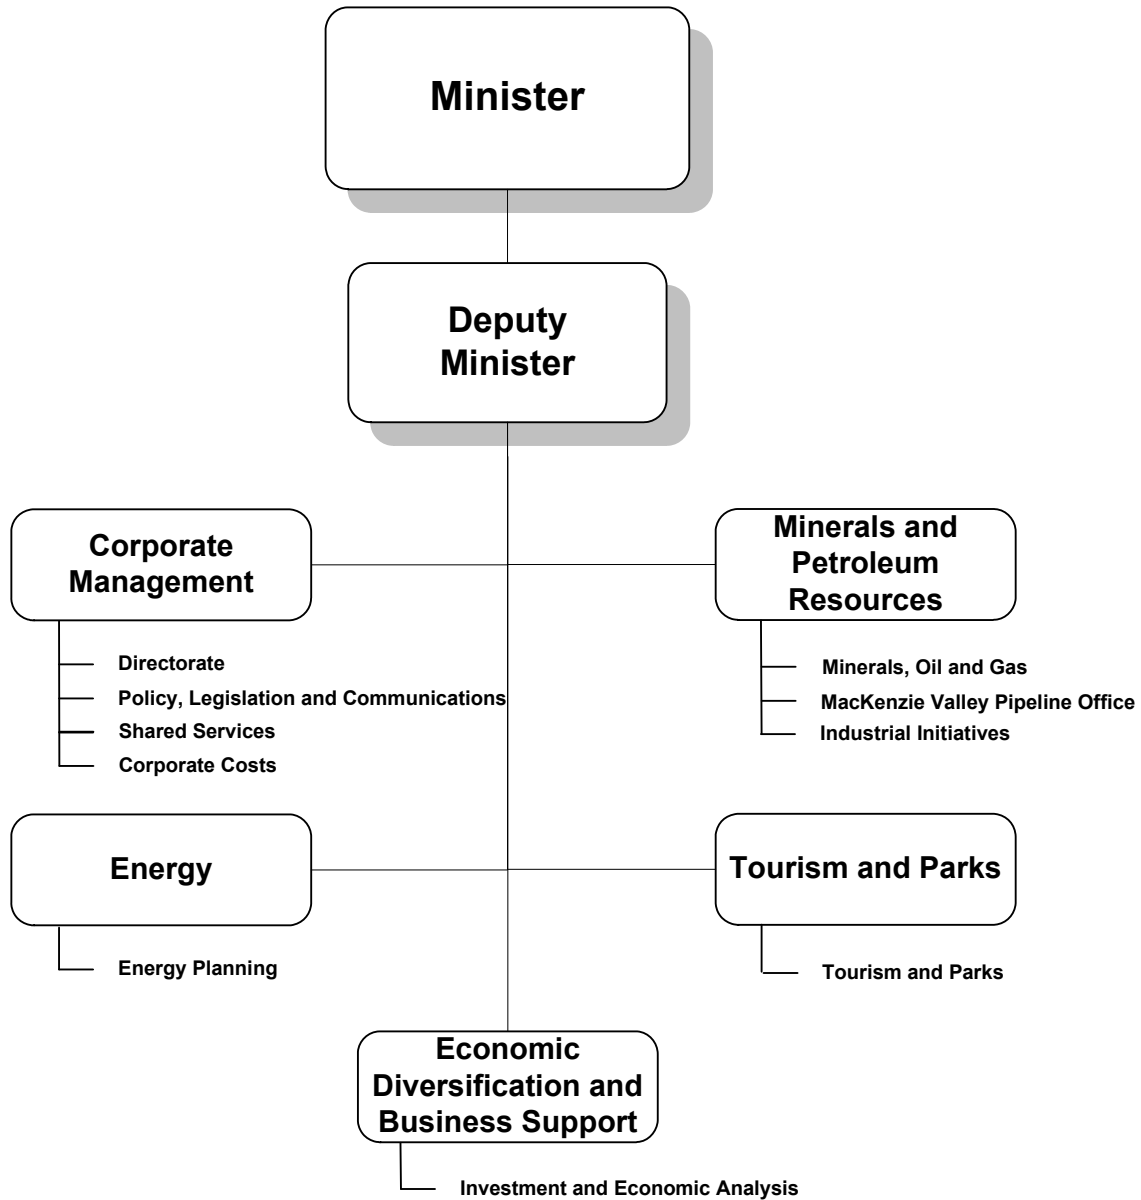 Minister
Deputy
Minister
Corporate
Management
Directorate
Policy, Legislation and Communications
Shared Services
Corporate Costs
Minerals and
Petroleum
Resources
Minerals, Oil and Gas
MacKenzie Valley Pipeline Office
Industrial Initiatives
Energy
Energy Planning
Tourism and Parks
Tourism and Parks
Economic
Diversification and
Business Support
Investment and Economic Analysis